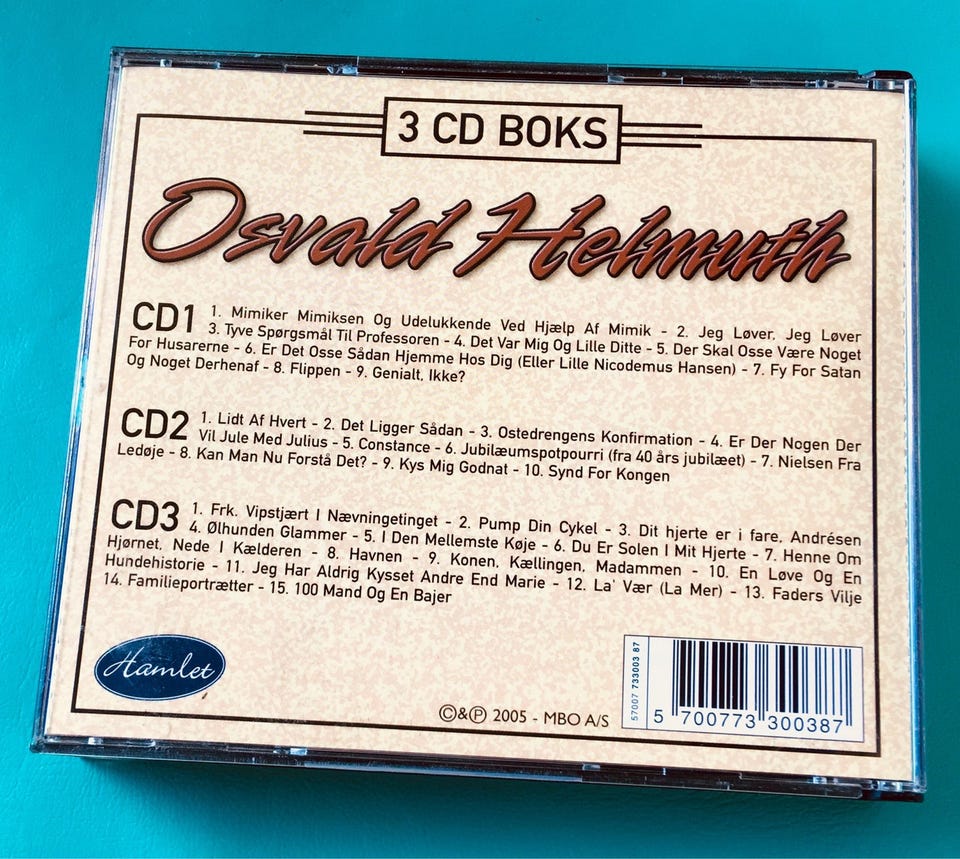 3 CD BOKS
Osvald Helmuth
CD1 1. Mimiker Mimiksen Og Udelukkende Ved Hjælp Af Mimik - 2. Jeg Løver, Jeg Løver
3. Tyve Spørgsmål Til Professoren - 4. Det Var Mig Og Lille Ditte - 5. Der Skal Osse Være Noget
For Husarerne - 6. Er Det Osse Sådan Hjemme Hos Dig (Eller Lille Nicodemus Hansen) - 7. Fy For Satan
Og Noget Derhenaf - 8. Flippen - 9. Genialt, Ikke?
CD2 1. Lidt Af Hvert - 2. Det Ligger Sådan - 3. Ostedrengens Konfirmation - 4. Er Der Nogen Der
Vil Jule Med Julius - 5. Constance - 6. Jubilæumspotpourri (fra 40 års jubilæet) - 7. Nielsen Fra
Ledøje - 8. Kan Man Nu Forstå Det? - 9. Kys Mig Godnat - 10. Synd For Kongen
CD3 1. Frk. Vipstjært I Nævningetinget - 2. Pump Din Cykel - 3. Dit hjerte er i fare, Andrésen
4. Ølhunden Glammer - 5. I Den Mellemste Køje - 6. Du Er Solen I Mit Hjerte - 7. Henne Om
Hjørnet, Nede I Kælderen - 8. Havnen - 9. Konen, Kællingen, Madammen - 10. En Løve Og En
Hundehistorie - 11. Jeg Har Aldrig Kysset Andre End Marie - 12. La' Vær (La Mer) - 13. Faders Vilje
14. Familieportrætter - 15. 100 Mand Og En Bajer
Hamlet
©&℗ 2005 - MBO A/S
57007 733003 87
5 700773 300387